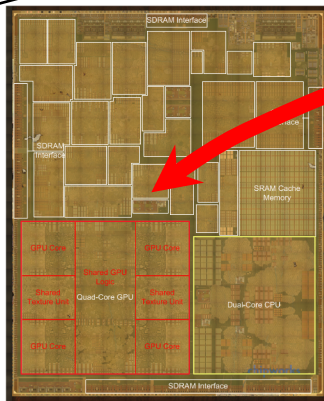 SDRAM Interface
SDRAM
Interface
SRAM Cache
Memory
GPU Core
GPU Core
Shared GPU
Logic
Shared
Texture Unit
Quad-Core GPU
Shared
Texture Unit
Dual-Core CPU
GPU Core
GPU Core
SDRAM Interface